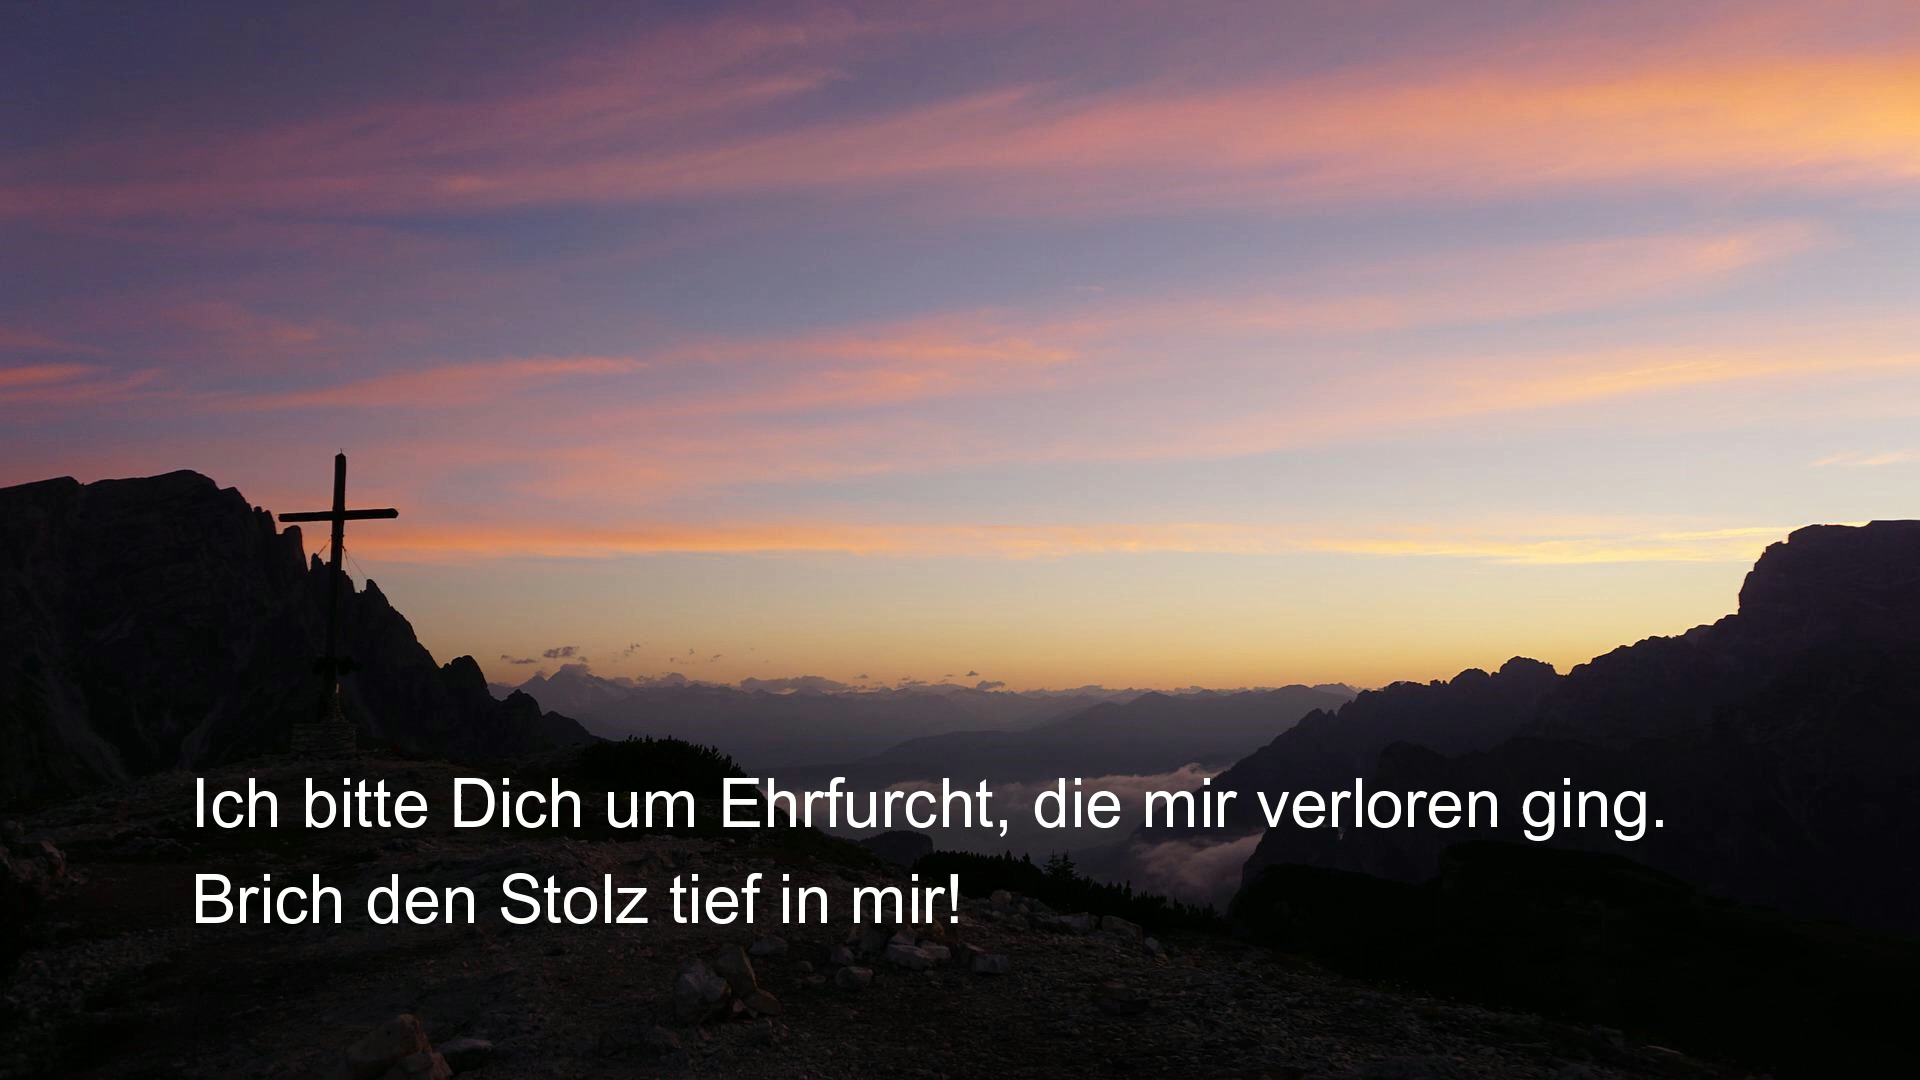 Ich bitte Dich um Ehrfurcht, die mir verloren ging.
Brich den Stolz tief in mir!